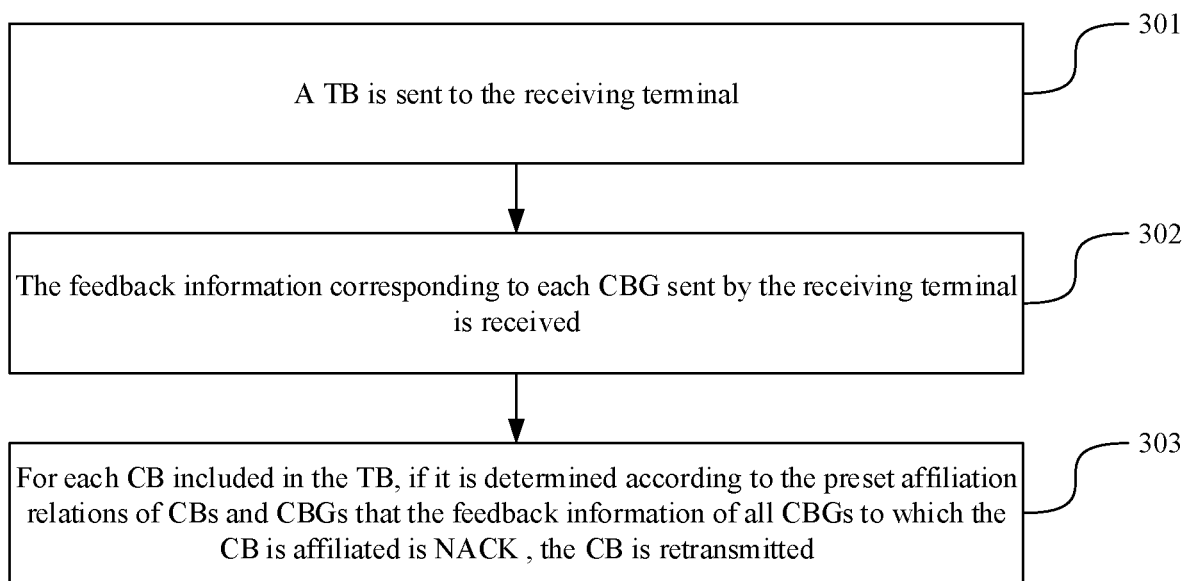 301
A TB is sent to the receiving terminal
302
The feedback information corresponding to each CBG sent by the receiving terminal
is received
303
For each CB included in the TB, if it is determined according to the preset affiliation
relations of CBs and CBGs that the feedback information of all CBGs to which the
CB is affiliated is NACK , the CB is retransmitted